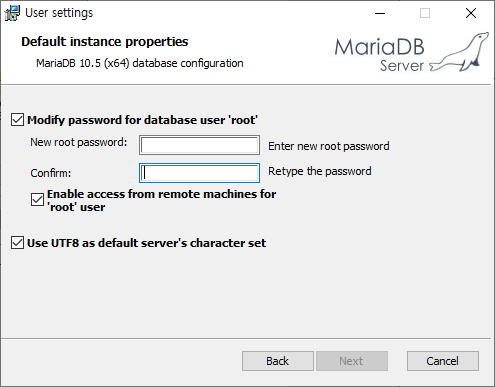 User settings
Default instance properties
MariaDB 10.5 (x64) database configuration
MariaDB
Server
Modify password for database user 'root'
New root password:
Enter new root password
Confirm:
Retype the password
Enable access from remote machines for
'root' user
Use UTF8 as default server's character set
Back
Next
Cancel